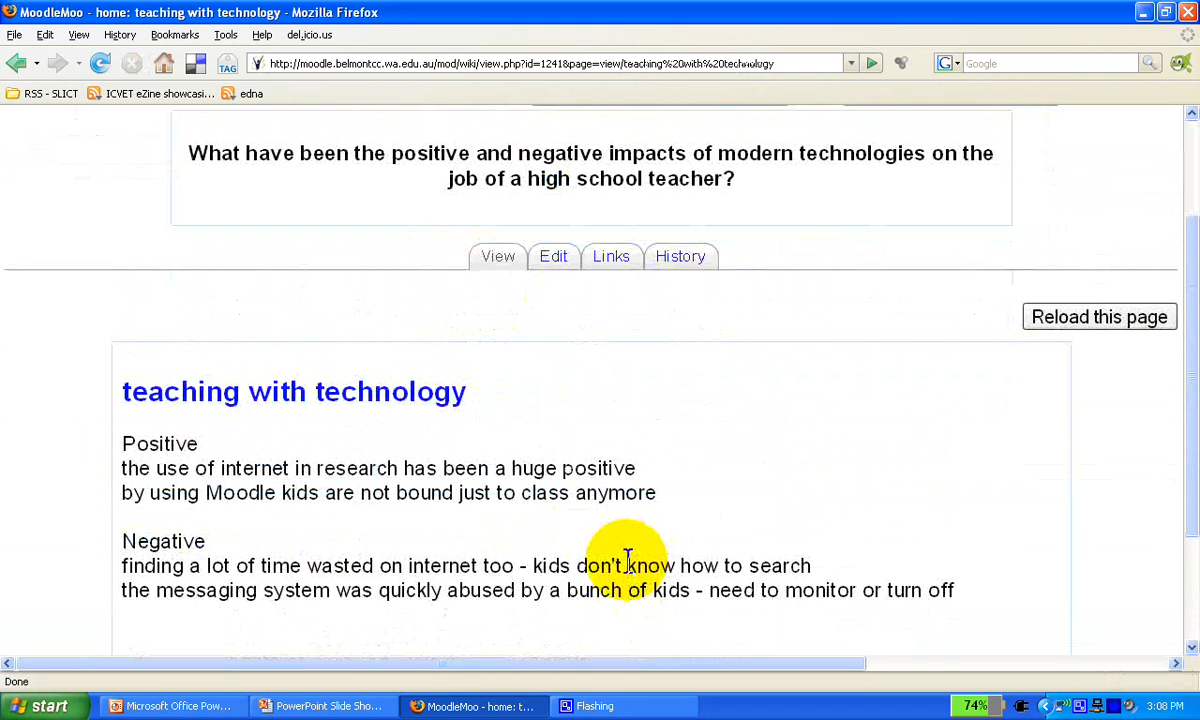 MoodleMoo - home: teaching with technology - Mozilla Firefox
File Edit View History Bookmarks Tools Help del.icio.us
TAG http://moodle.belmontcc.wa.edu.au/mod/wiki/view.php?id=1241&page=view/teaching%20with%20technology G Google
RSS - SLICT ICVET eZine showcasi... edna
What have been the positive and negative impacts of modern technologies on the
job of a high school teacher?
View Edit Links History
Reload this page
teaching with technology
Positive
the use of internet in research has been a huge positive
by using Moodle kids are not bound just to class anymore
Negative
finding a lot of time wasted on internet too - kids don't know how to search
the messaging system was quickly abused by a bunch of kids - need to monitor or turn off
Done
start Microsoft Office Pow... PowerPoint Slide Sho... MoodleMoo - home: t... Flashing 74% 3:08 PM